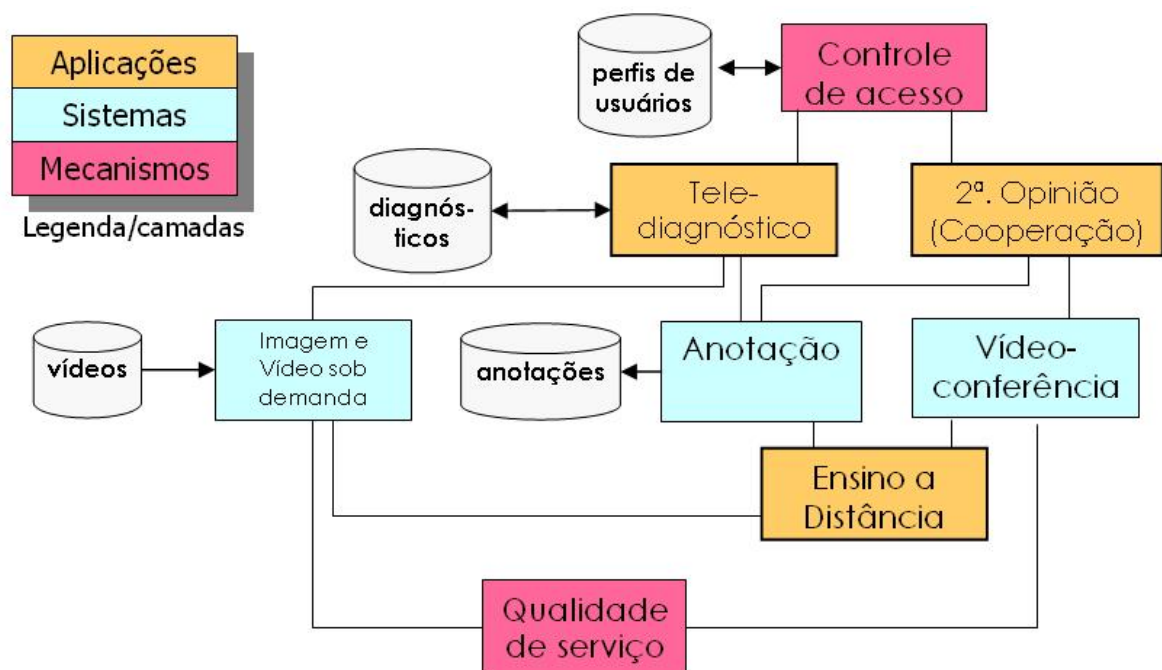 Aplicações
Sistemas
Mecanismos
Legenda/camadas
perfis de
usuários
Controle
de acesso
diagnós-
ticos
Tele-
diagnóstico
2ª. Opinião
(Cooperação)
vídeos
Imagem e
Vídeo sob
demanda
anotações
Anotação
Vídeo-
conferência
Ensino a
Distância
Qualidade
de serviço